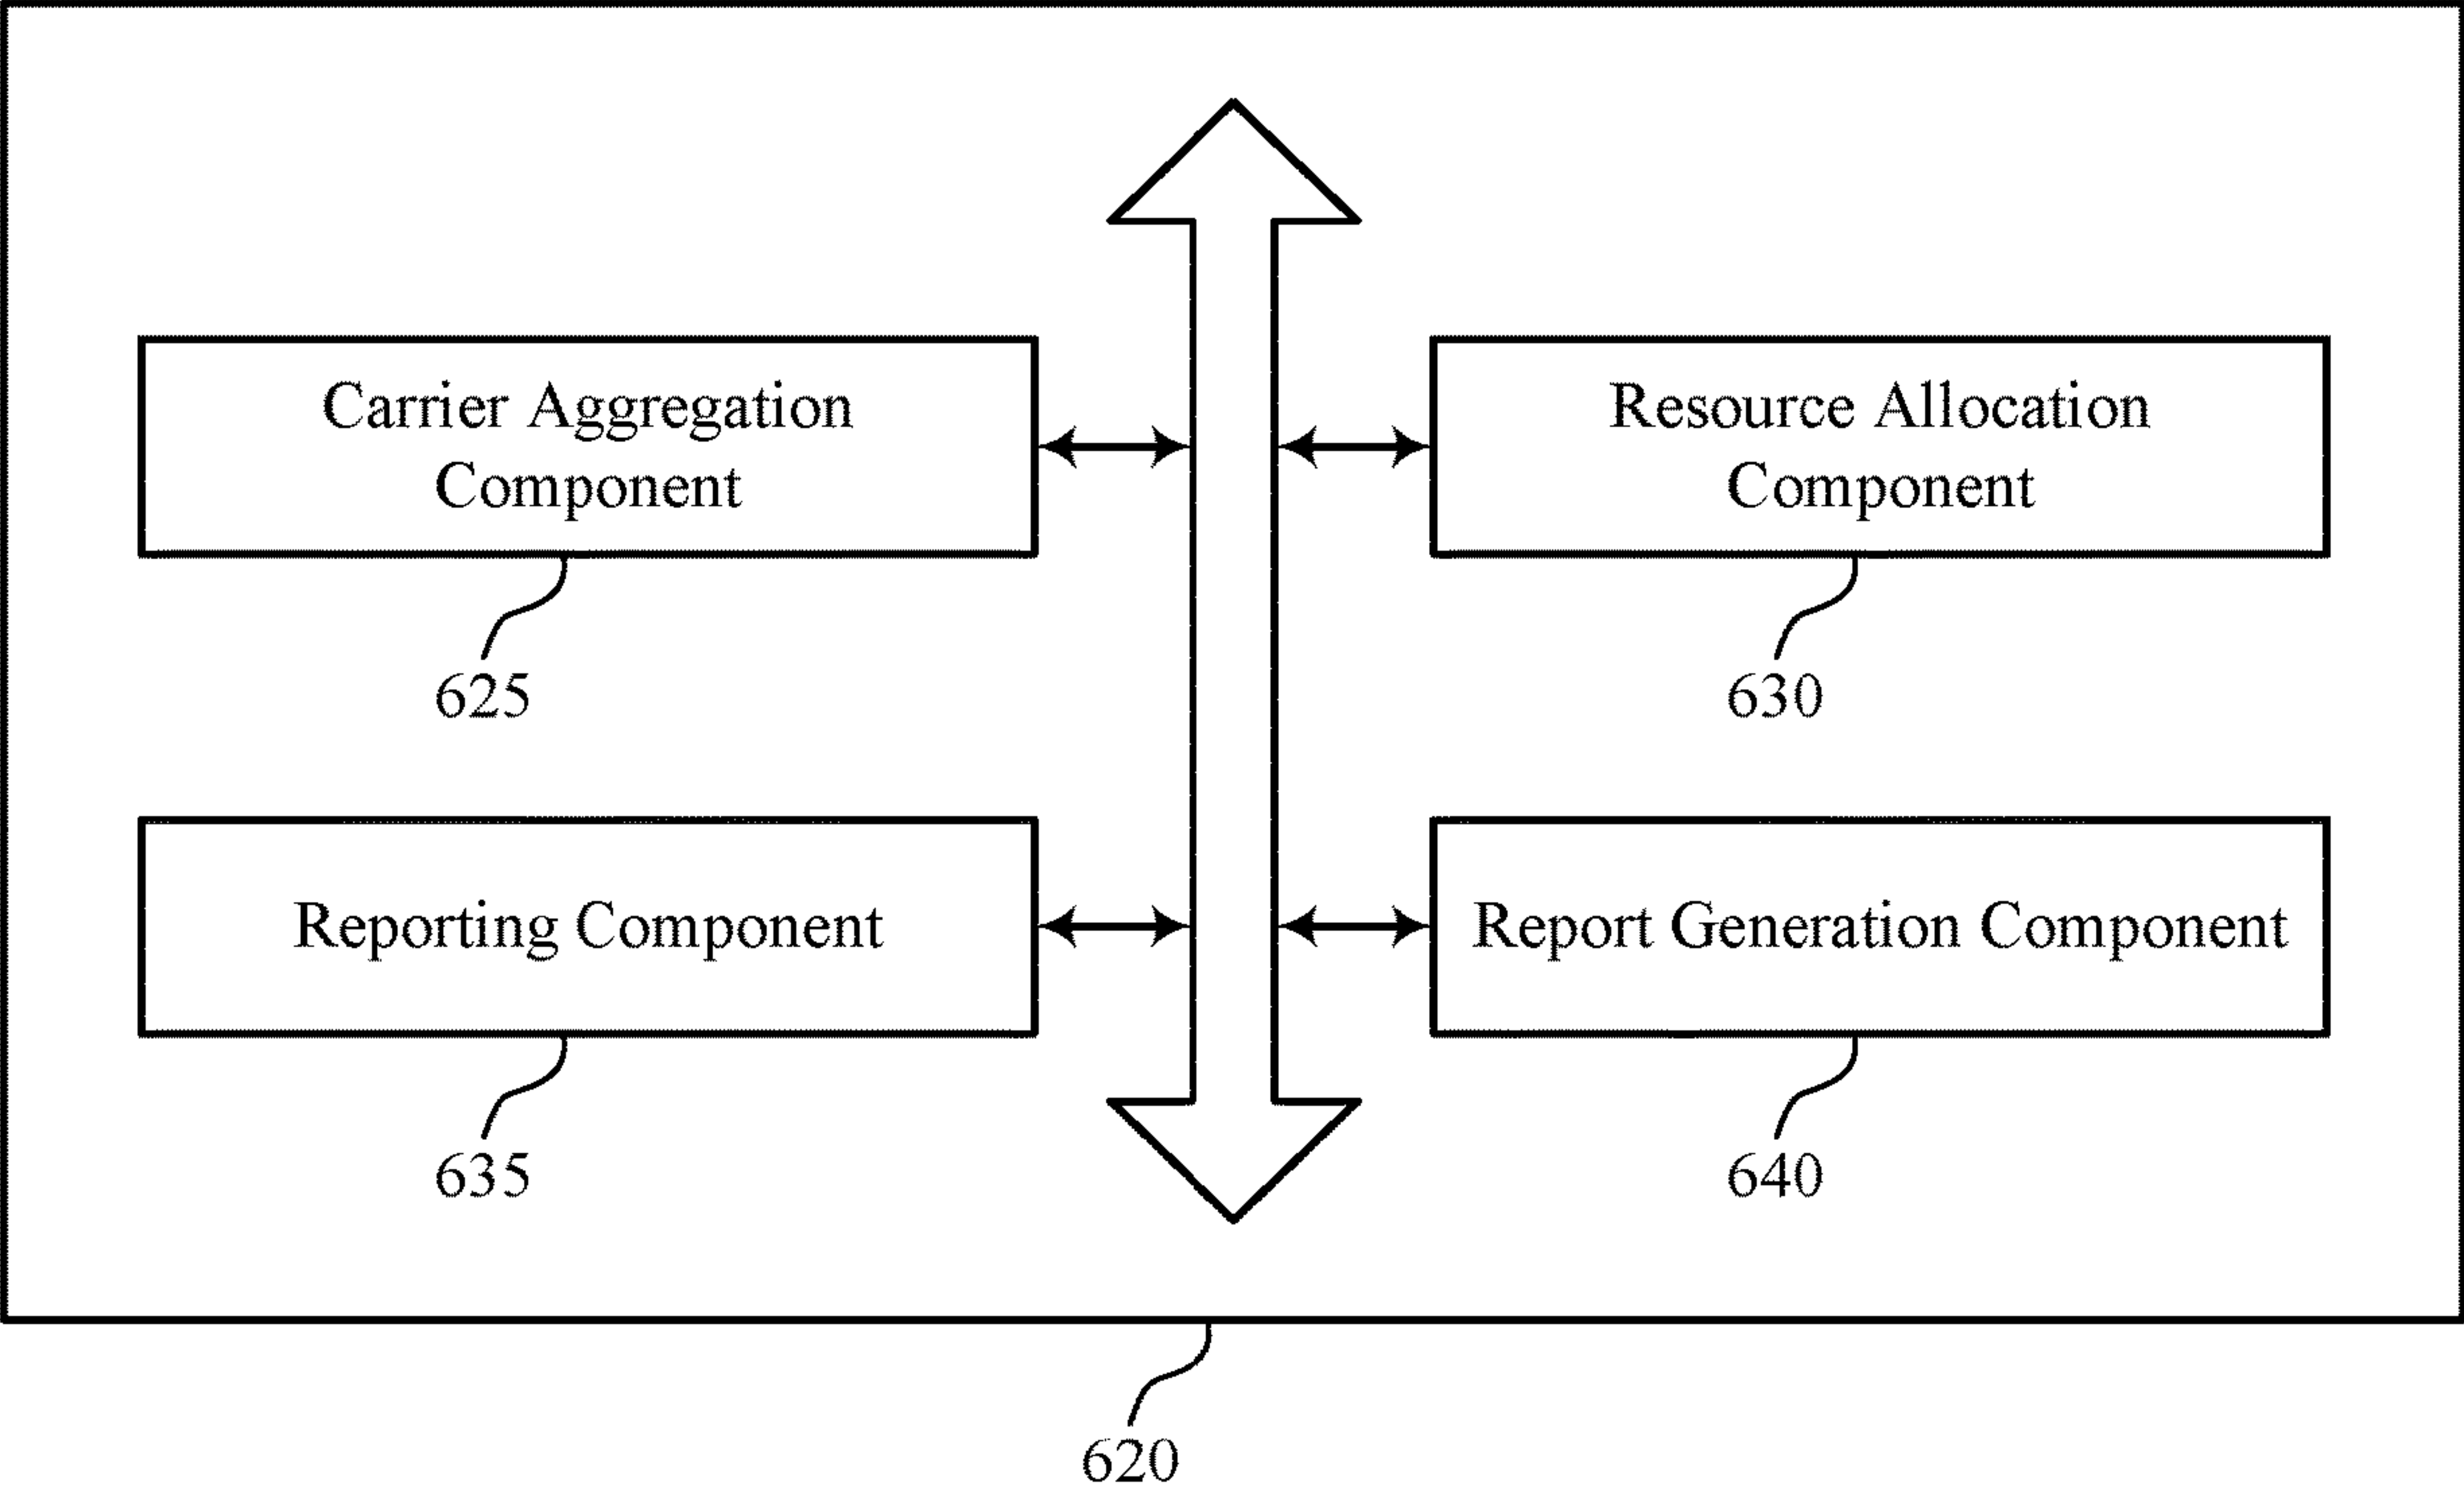 Carrier Aggregation
Component
625
Resource Allocation
Component
630
Reporting Component
635
Report Generation Component
640
620